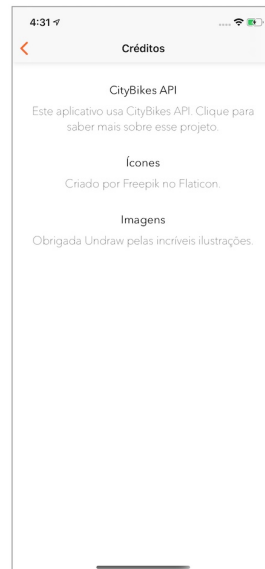 4:31
Créditos
CityBikes API
Este aplicativo usa CityBikes API. Clique para
saber mais sobre esse projeto.
Ícones
Criado por Freepik no Flaticon.
Imagens
Obrigada Undraw pelas incríveis ilustrações.